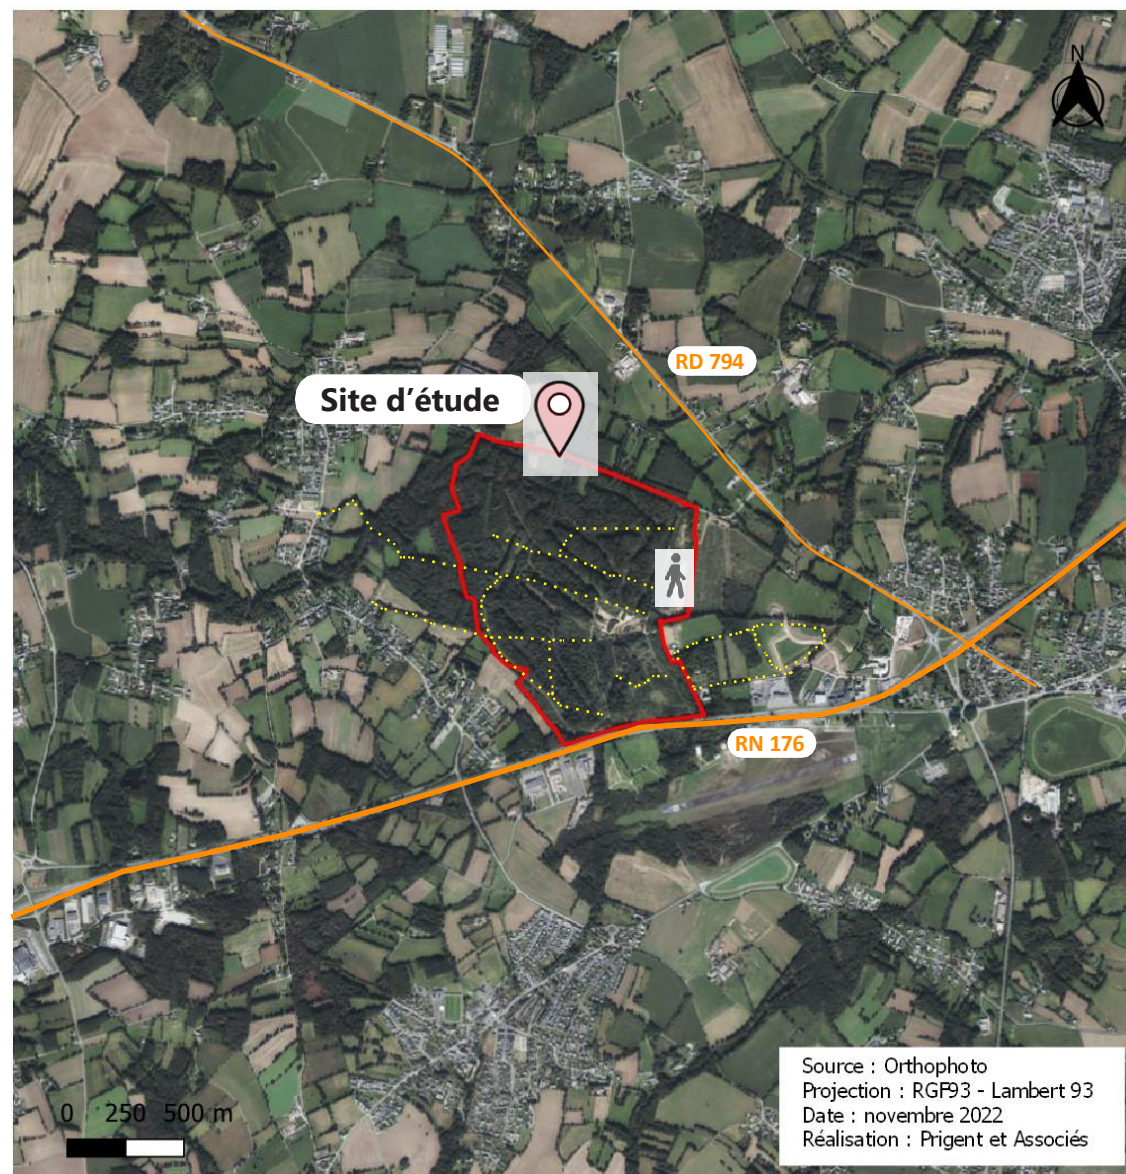 N
RD 794
Site d’étude
RN 176
Source : Orthophoto
Projection : RGF93 - Lambert 93
Date : novembre 2022
Réalisation : Prigent et Associés
0 250 500 m